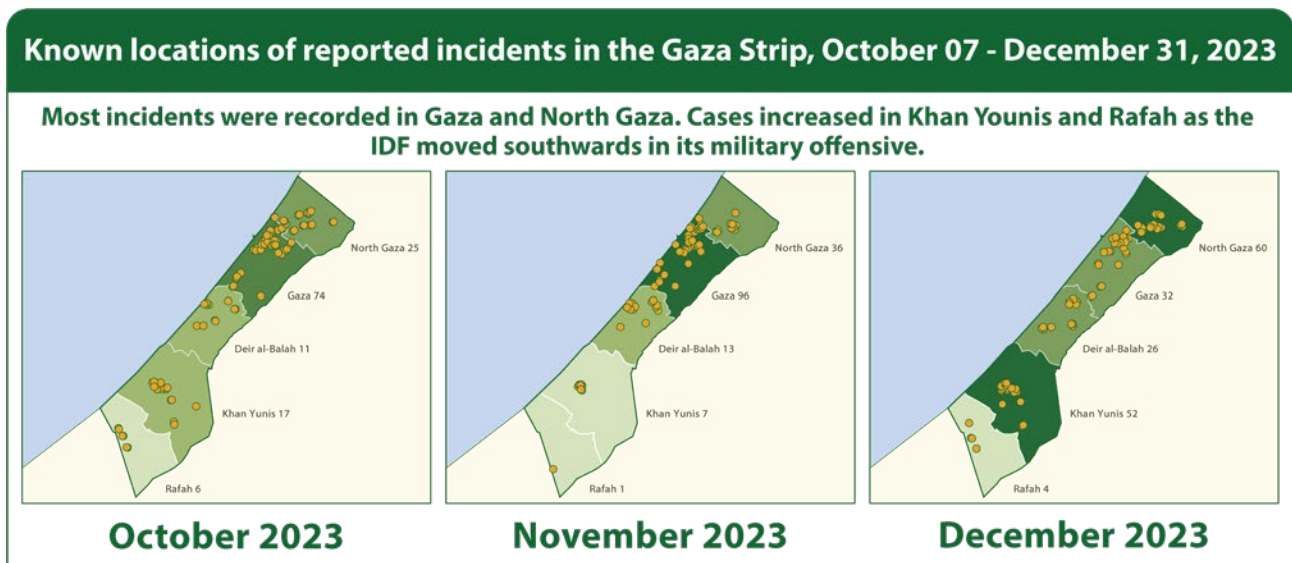 Known locations of reported incidents in the Gaza Strip, October 07 - December 31, 2023
Most incidents were recorded in Gaza and North Gaza. Cases increased in Khan Younis and Rafah as the
IDF moved southwards in its military offensive.
North Gaza 25
Gaza 74
Deir al-Balah 11
Khan Yunis 17
Rafah 6
October 2023
North Gaza 36
Gaza 96
Deir al-Balah 13
Khan Yunis 7
Rafah 1
November 2023
North Gaza 60
Gaza 32
Deir al-Balah 26
Khan Yunis 52
Rafah 4
December 2023